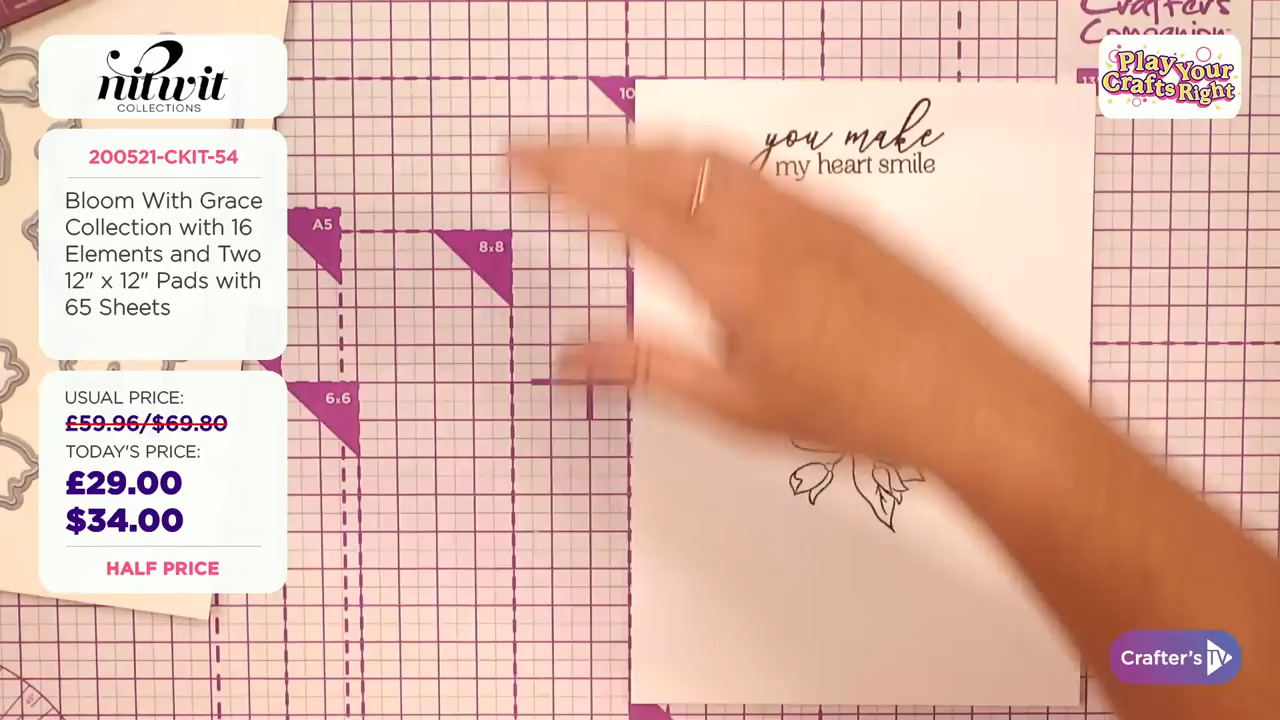 nitwit
COLLECTIONS
200521-CKIT-54
Bloom With Grace
Collection with 16
Elements and Two
12" x 12" Pads with
65 Sheets
USUAL PRICE:
£59.96/$69.80
TODAY'S PRICE:
£29.00
$34.00
HALF PRICE
A5
8x8
6x6
10
you make
my heart smile
Crafter's
Companion
Play Your
Crafts Right
Crafter's TV